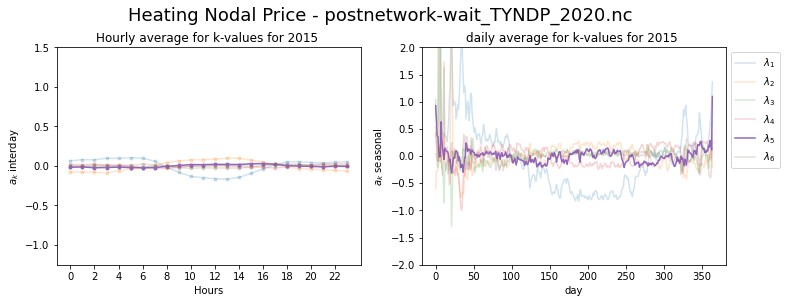 Heating Nodal Price - postnetwork-wait_TYNDP_2020.nc
Hourly average for k-values for 2015
1.5
1.0
0.5
0.0
−0.5
−1.0
a_k interday
0 2 4 6 8 10 12 14 16 18 20 22
Hours
daily average for k-values for 2015
2.0
1.5
1.0
0.5
0.0
−0.5
−1.0
−1.5
−2.0
a_k seasonal
0 50 100 150 200 250 300 350
day
λ₁
λ₂
λ₃
λ₄
λ₅
λ₆